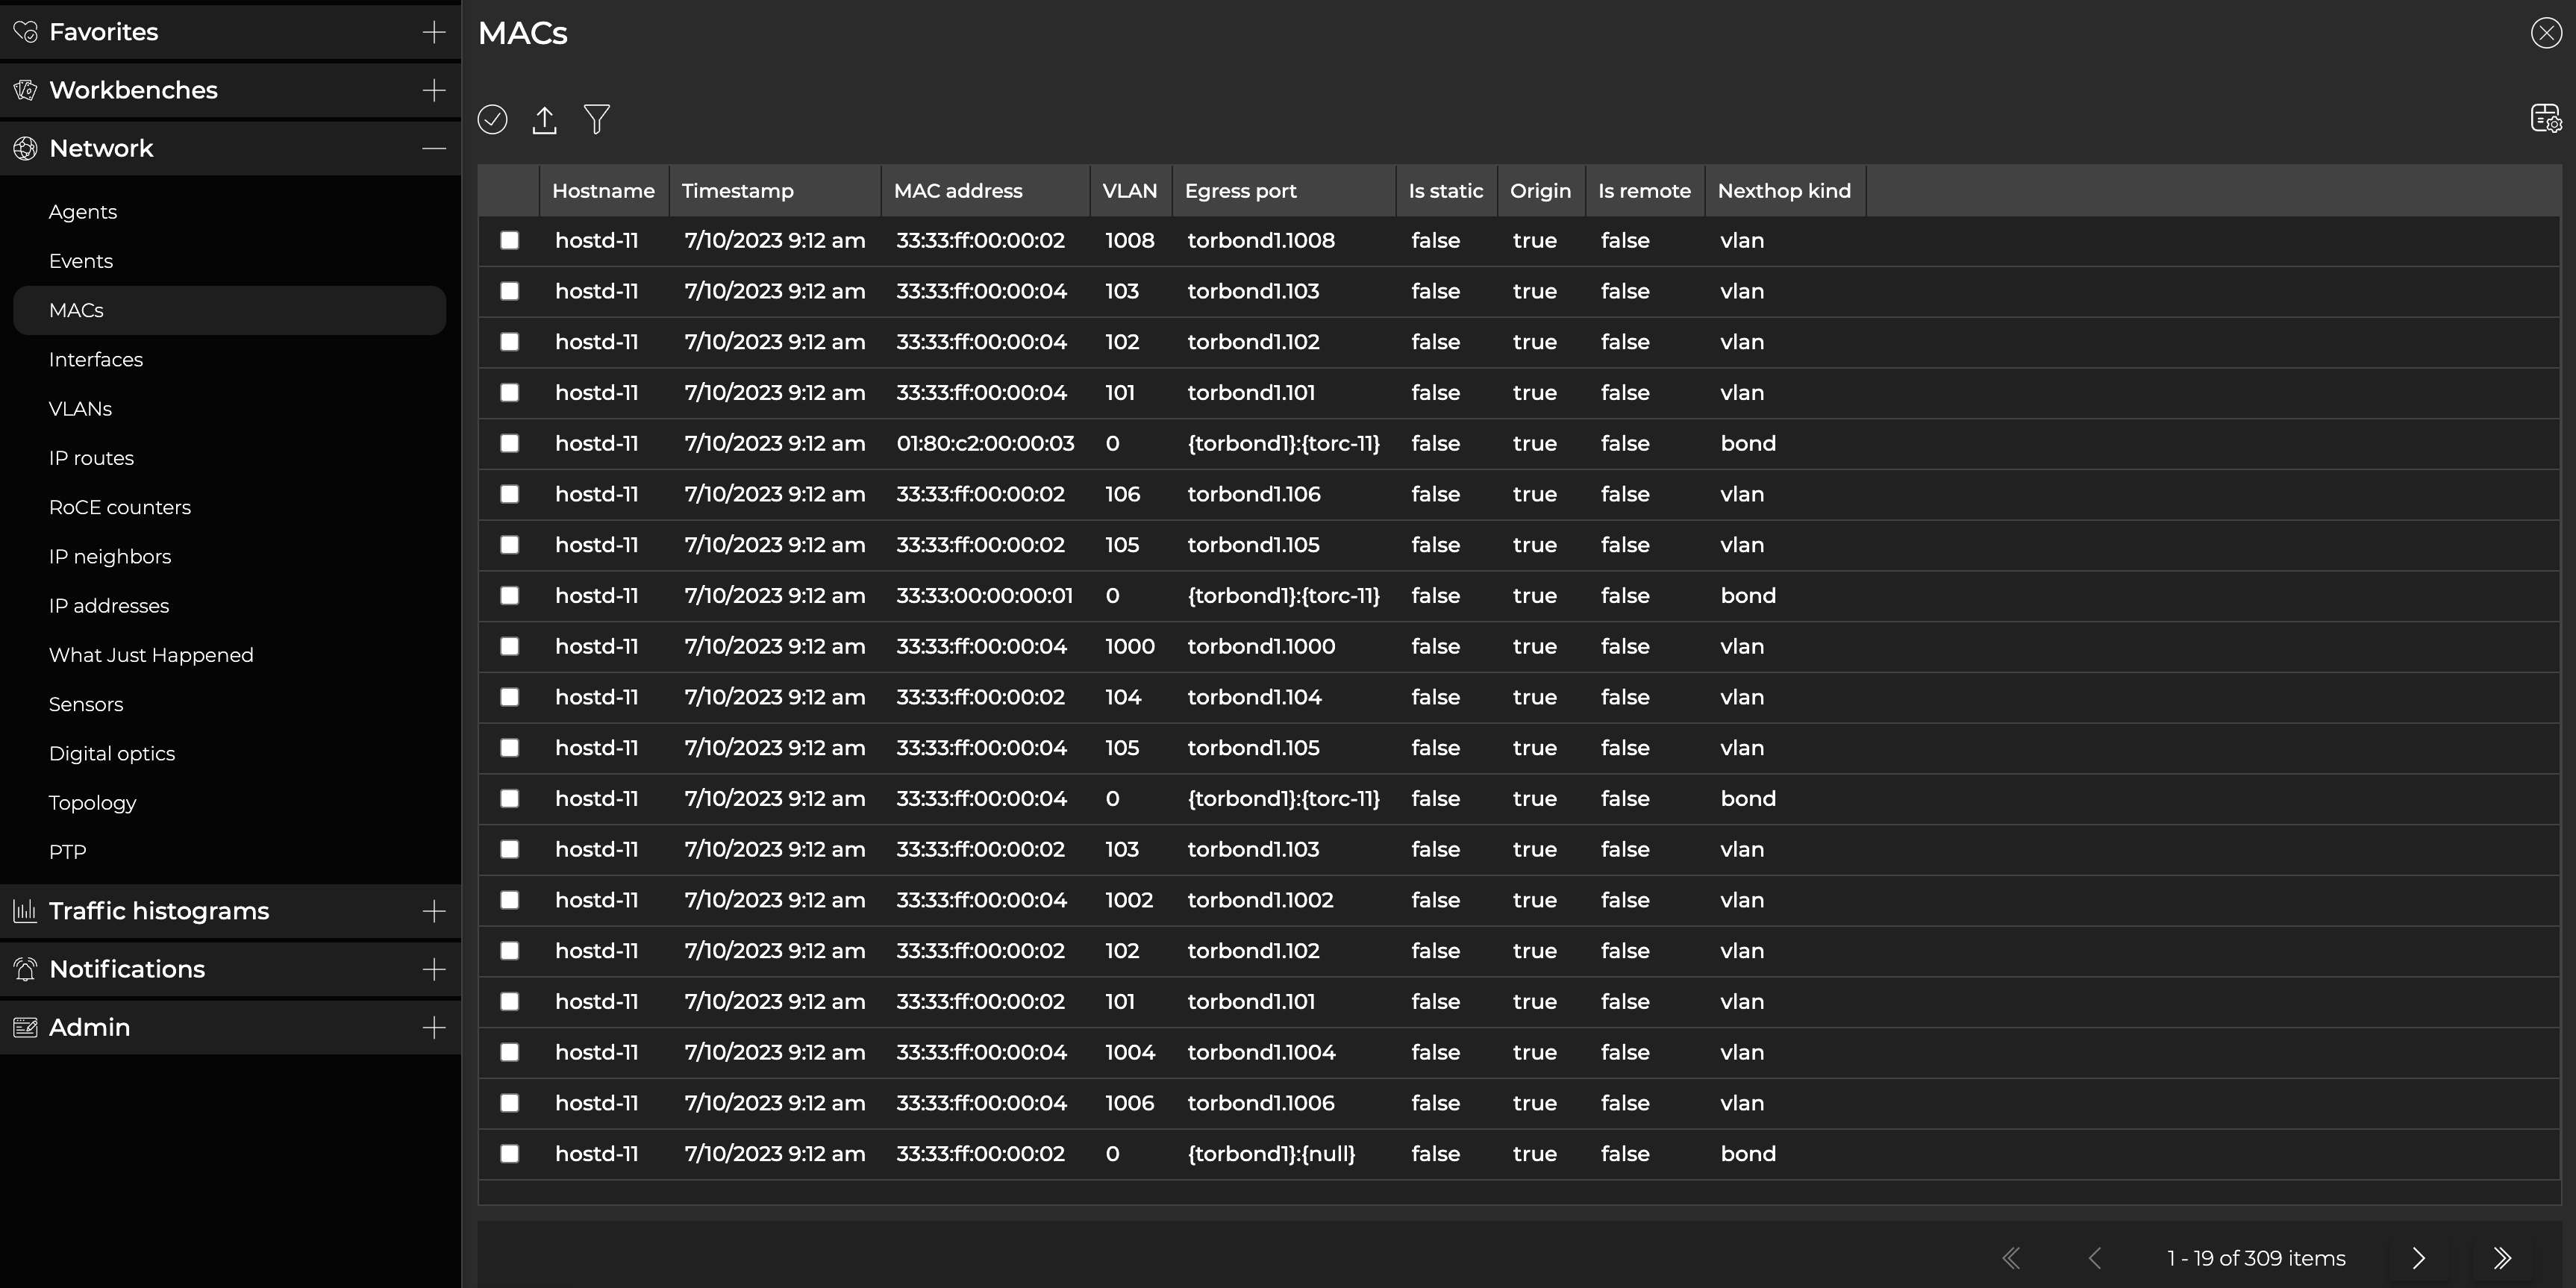 Favorites
Workbenches
Network
Agents
Events
MACs
Interfaces
VLANs
IP routes
RoCE counters
IP neighbors
IP addresses
What Just Happened
Sensors
Digital optics
Topology
PTP
Traffic histograms
Notifications
Admin
MACs
Hostname Timestamp MAC address VLAN Egress port Is static Origin Is remote Nexthop kind
hostd-11 7/10/2023 9:12 am 33:33:ff:00:00:02 1008 torbond1.1008 false true false vlan
hostd-11 7/10/2023 9:12 am 33:33:ff:00:00:04 103 torbond1.103 false true false vlan
hostd-11 7/10/2023 9:12 am 33:33:ff:00:00:04 102 torbond1.102 false true false vlan
hostd-11 7/10/2023 9:12 am 33:33:ff:00:00:04 101 torbond1.101 false true false vlan
hostd-11 7/10/2023 9:12 am 01:80:c2:00:00:03 0 {torbond1}:{torc-11} false true false bond
hostd-11 7/10/2023 9:12 am 33:33:ff:00:00:02 106 torbond1.106 false true false vlan
hostd-11 7/10/2023 9:12 am 33:33:ff:00:00:02 105 torbond1.105 false true false vlan
hostd-11 7/10/2023 9:12 am 33:33:00:00:00:01 0 {torbond1}:{torc-11} false true false bond
hostd-11 7/10/2023 9:12 am 33:33:ff:00:00:04 1000 torbond1.1000 false true false vlan
hostd-11 7/10/2023 9:12 am 33:33:ff:00:00:02 104 torbond1.104 false true false vlan
hostd-11 7/10/2023 9:12 am 33:33:ff:00:00:04 105 torbond1.105 false true false vlan
hostd-11 7/10/2023 9:12 am 33:33:ff:00:00:04 0 {torbond1}:{torc-11} false true false bond
hostd-11 7/10/2023 9:12 am 33:33:ff:00:00:02 103 torbond1.103 false true false vlan
hostd-11 7/10/2023 9:12 am 33:33:ff:00:00:04 1002 torbond1.1002 false true false vlan
hostd-11 7/10/2023 9:12 am 33:33:ff:00:00:02 102 torbond1.102 false true false vlan
hostd-11 7/10/2023 9:12 am 33:33:ff:00:00:02 101 torbond1.101 false true false vlan
hostd-11 7/10/2023 9:12 am 33:33:ff:00:00:04 1004 torbond1.1004 false true false vlan
hostd-11 7/10/2023 9:12 am 33:33:ff:00:00:04 1006 torbond1.1006 false true false vlan
hostd-11 7/10/2023 9:12 am 33:33:ff:00:00:02 0 {torbond1}:{null} false true false bond
1 - 19 of 309 items